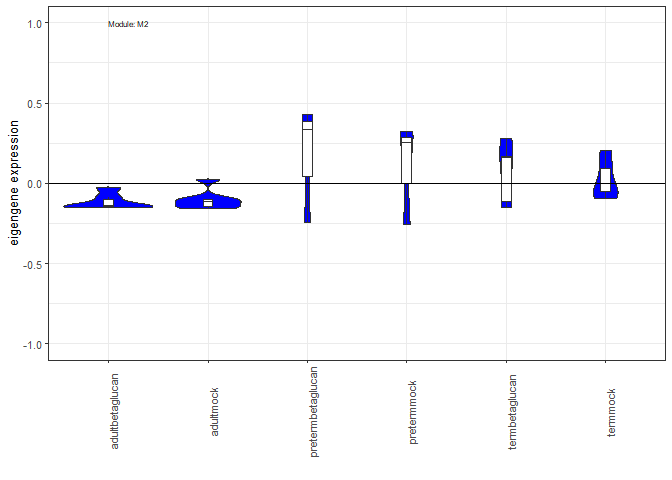 1.0
Module: M2
0.5
0.0
-0.5
-1.0
eigengene expression
adultbetaglucan
adultmock
pretermbetaglucan
pretermmock
termbetaglucan
termmock